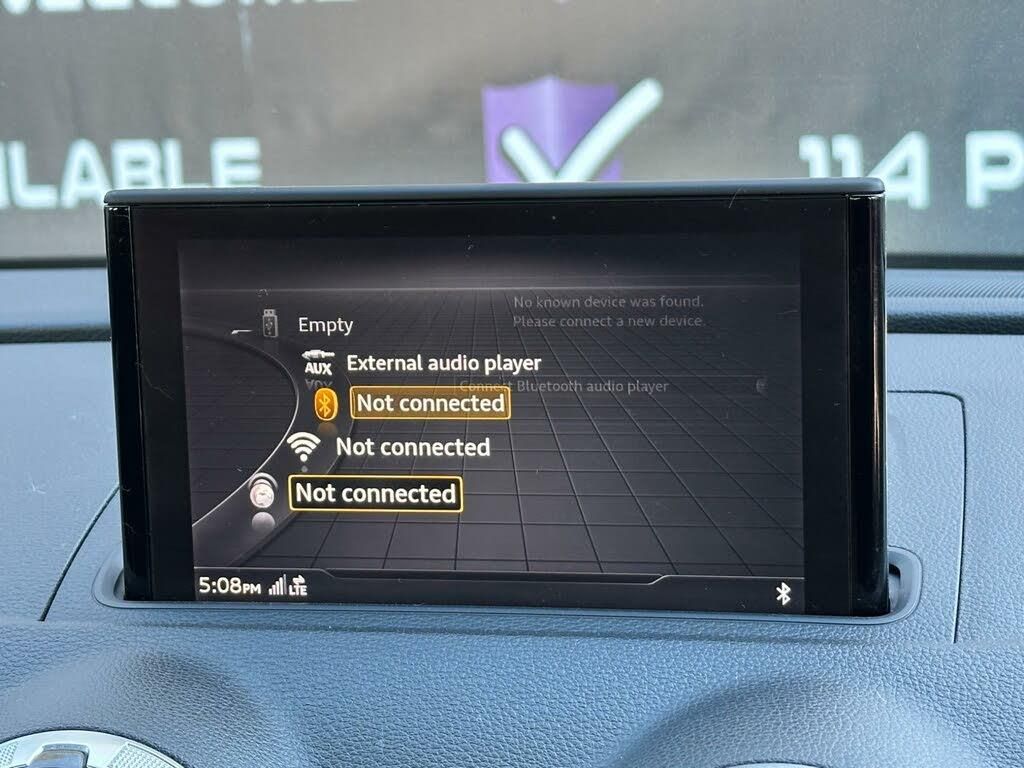 114 P
No known device was found.
Please connect a new device.
Empty
AUX
External audio player
Connect Bluetooth audio player
Not connected
Not connected
Not connected
5:08PM
LTE